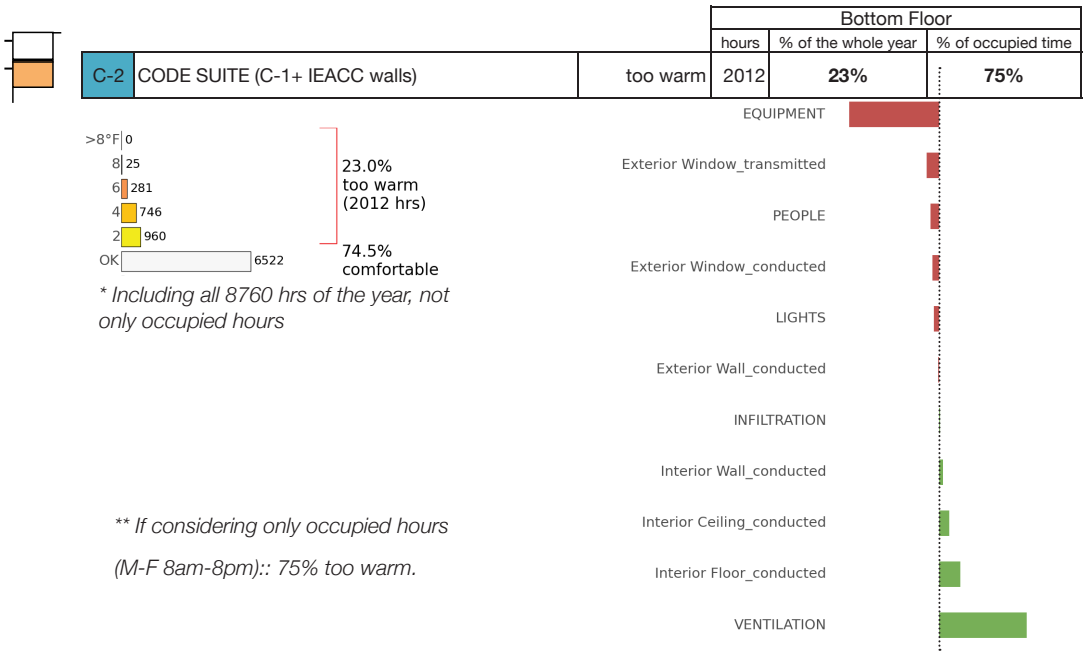 Bottom Floor
hours % of the whole year % of occupied time
C-2 CODE SUITE (C-1+ IEACC walls) too warm 2012 23% 75%
>8°F 0
8 25
6 281
4 746
2 960
OK 6522
23.0%
too warm
(2012 hrs)
74.5%
comfortable
* Including all 8760 hrs of the year, not
only occupied hours
** If considering only occupied hours
(M-F 8am-8pm):: 75% too warm.
EQUIPMENT
Exterior Window_transmitted
PEOPLE
Exterior Window_conducted
LIGHTS
Exterior Wall_conducted
INFILTRATION
Interior Wall_conducted
Interior Ceiling_conducted
Interior Floor_conducted
VENTILATION